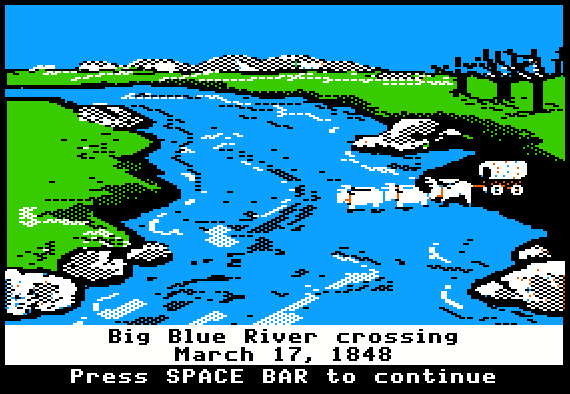 Big Blue River crossing
March 17, 1848
Press SPACE BAR to continue